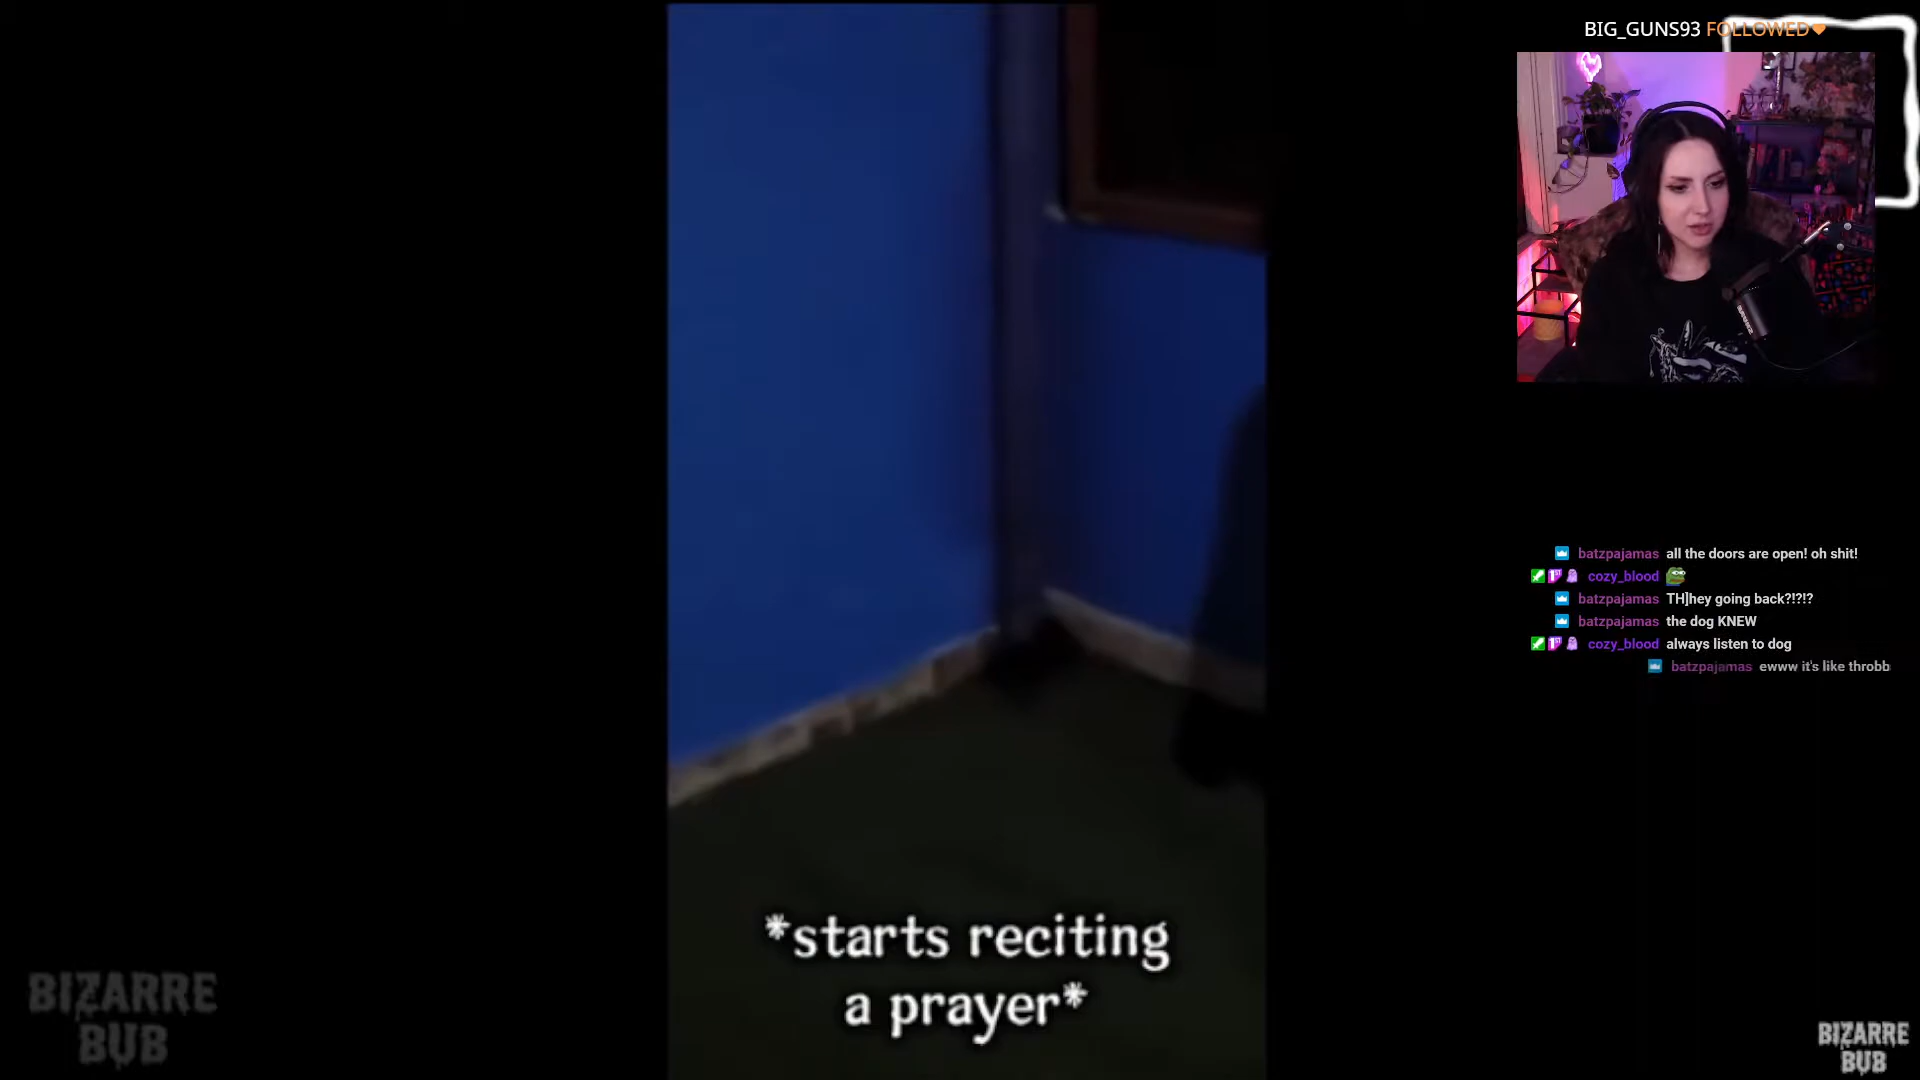 BIG_GUNS93 FOLLOWED
batzpajamas all the doors are open! oh shit!
cozy_blood
batzpajamas TH]hey going back?!?!?
batzpajamas the dog KNEW
cozy_blood always listen to dog
batzpajamas ewww it's like throbb
*starts reciting
a prayer*
BIZARRE
BUB
BIZARRE
BUB